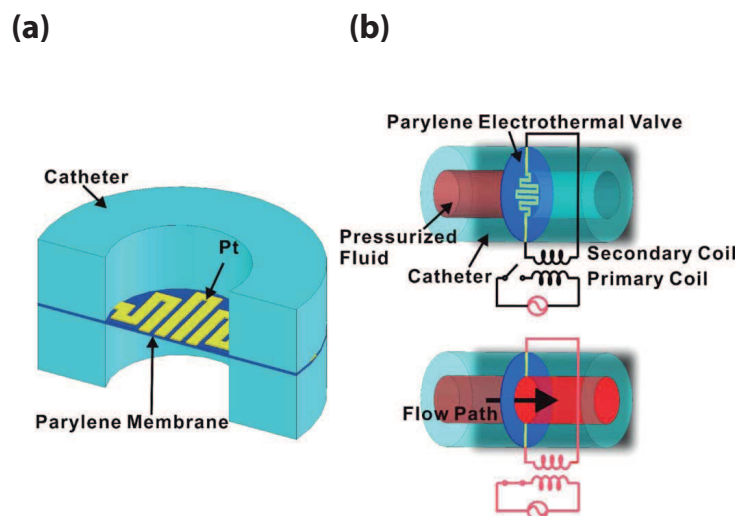 (a)
(b)
Catheter
Pt
Parylene Membrane
Parylene Electrothermal Valve
Pressurized
Fluid
Catheter
Secondary Coil
Primary Coil
Flow Path